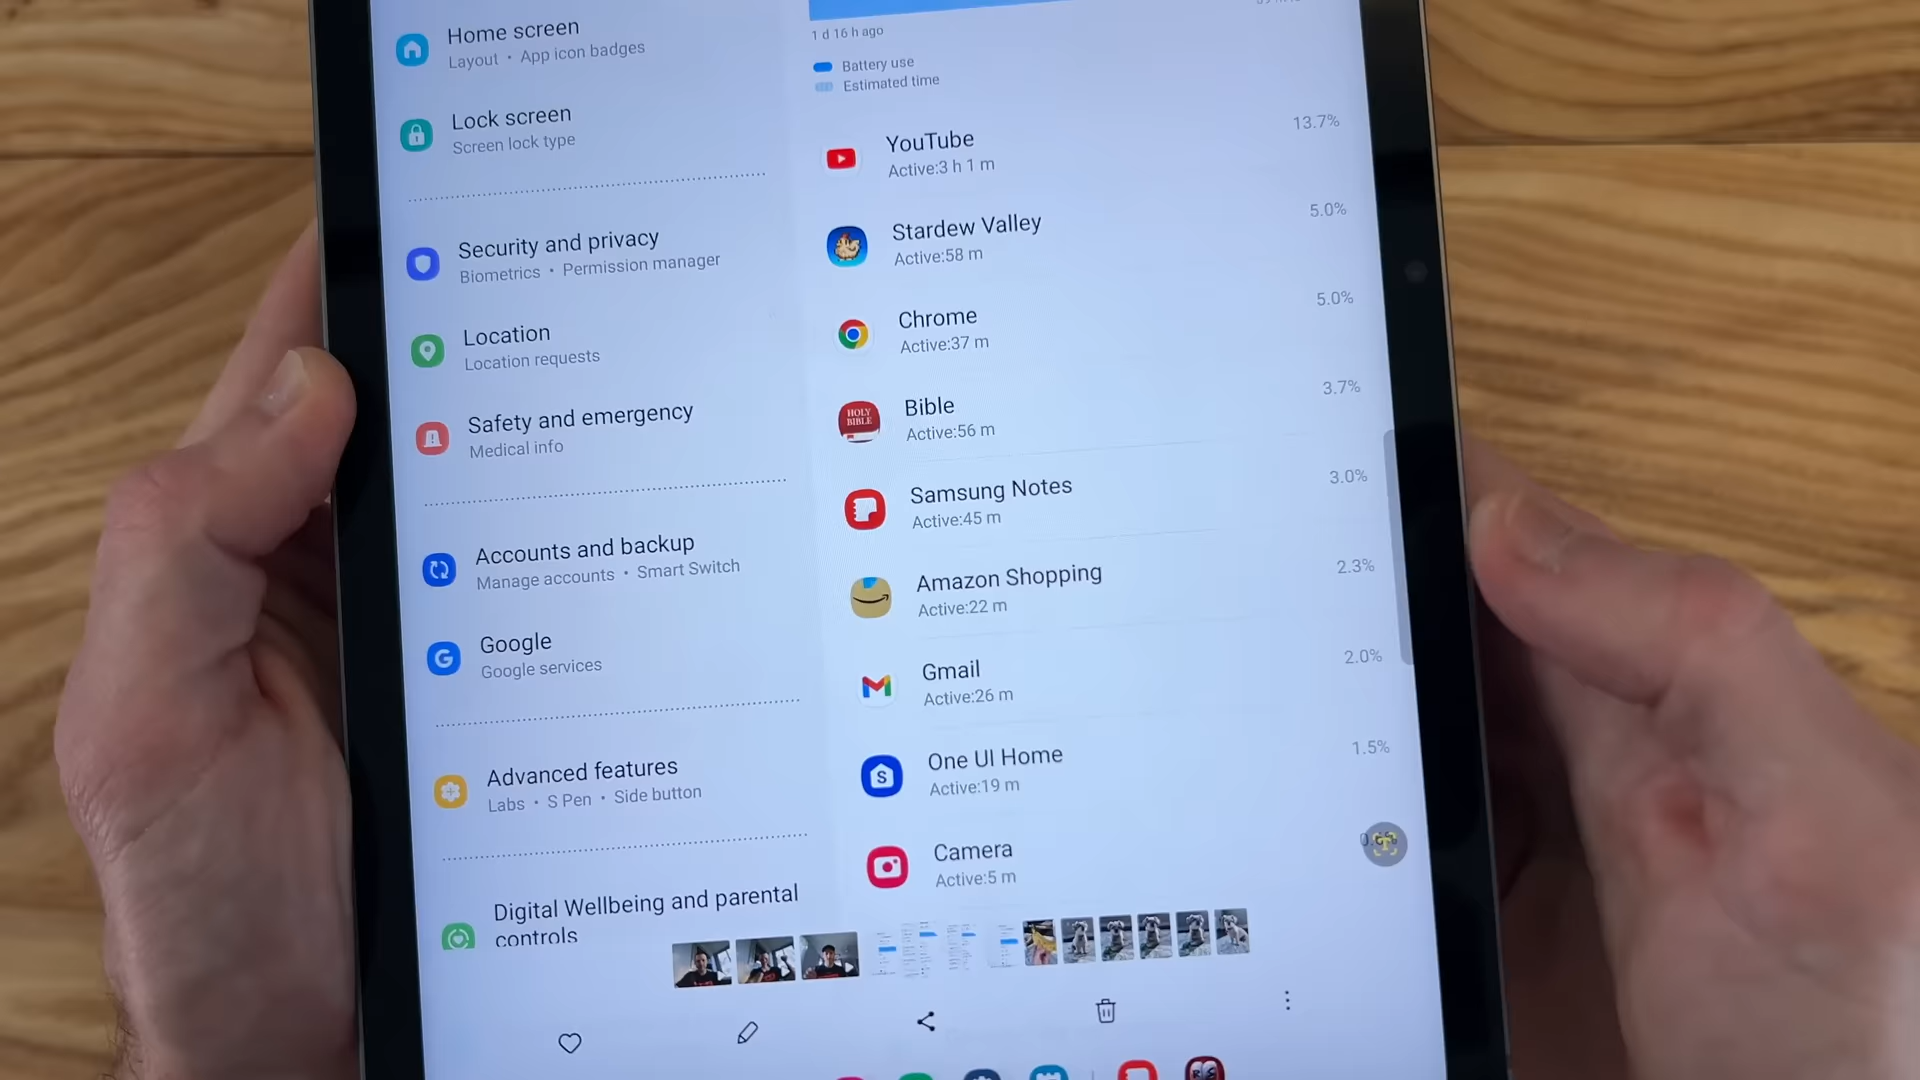 Home screen
Layout • App icon badges
Lock screen
Screen lock type
Security and privacy
Biometrics • Permission manager
Location
Location requests
Safety and emergency
Medical info
Accounts and backup
Manage accounts • Smart Switch
Google
Google services
Advanced features
Labs • S Pen • Side button
Digital Wellbeing and parental
controls
1 d 16 h ago
Battery use
Estimated time
YouTube
Active:3 h 1 m
13.7%
Stardew Valley
Active:58 m
5.0%
Chrome
Active:37 m
5.0%
HOLY
BIBLE
Bible
Active:56 m
3.7%
Samsung Notes
Active:45 m
3.0%
Amazon Shopping
Active:22 m
2.3%
Gmail
Active:26 m
2.0%
One UI Home
Active:19 m
1.5%
Camera
Active:5 m